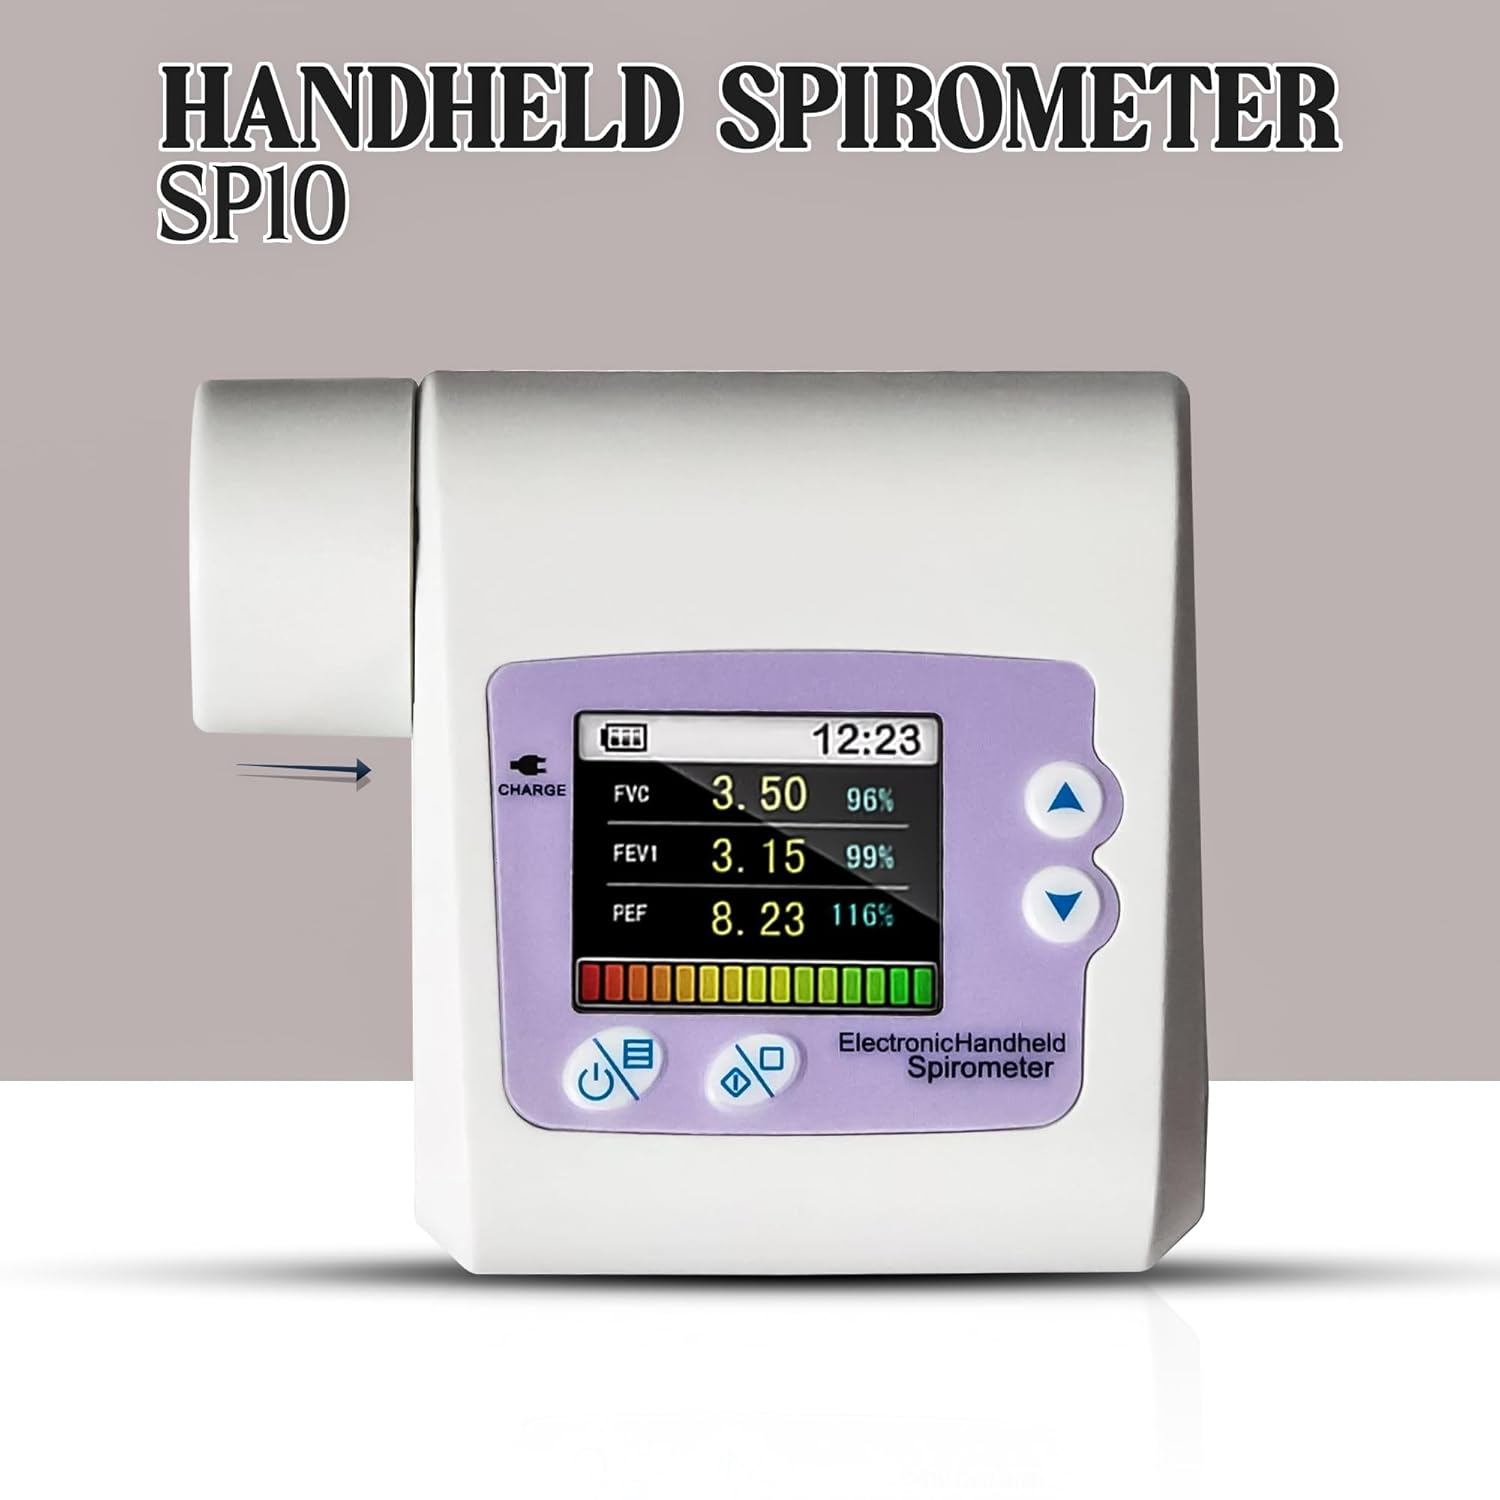 HANDHELD SPIROMETER
SP10
12:23
CHARGE
FVC 3.50 96%
FEV1 3.15 99%
PEF 8.23 116%
ElectronicHandheld
Spirometer